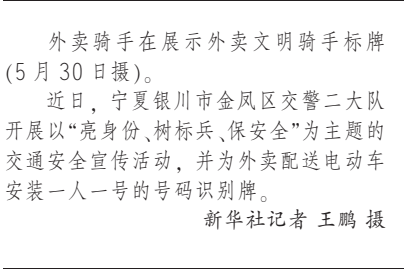 外卖骑手在展示外卖文明骑手标牌
(5月30日摄)。
近日，宁夏银川市金凤区交警二大队
开展以“亮身份、树标兵、保安全”为主题的
交通安全宣传活动，并为外卖配送电动车
安装一人一号的号码识别牌。
新华社记者 王鹏 摄